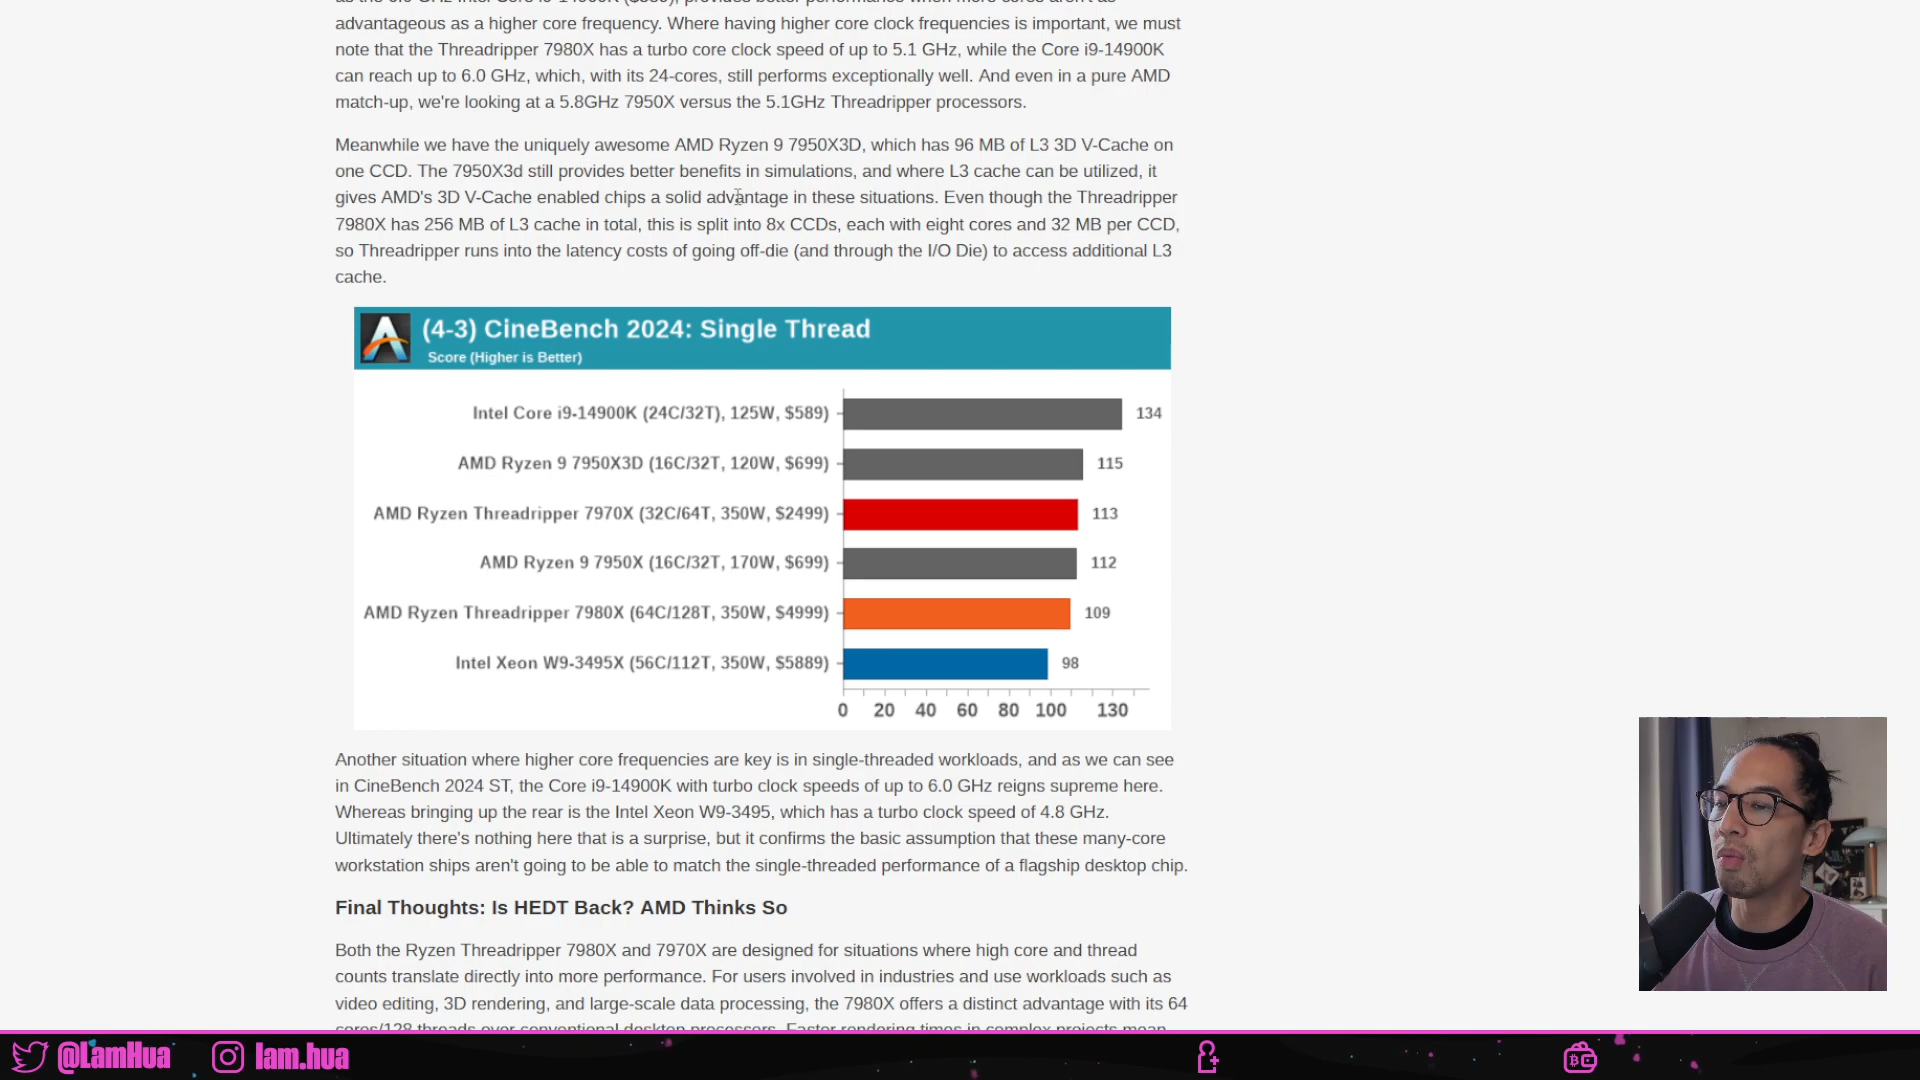 advantageous as a higher core frequency. Where having higher core clock frequencies is important, we must
note that the Threadripper 7980X has a turbo core clock speed of up to 5.1 GHz, while the Core i9-14900K
can reach up to 6.0 GHz, which, with its 24-cores, still performs exceptionally well. And even in a pure AMD
match-up, we're looking at a 5.8GHz 7950X versus the 5.1GHz Threadripper processors.
Meanwhile we have the uniquely awesome AMD Ryzen 9 7950X3D, which has 96 MB of L3 3D V-Cache on
one CCD. The 7950X3d still provides better benefits in simulations, and where L3 cache can be utilized, it
gives AMD's 3D V-Cache enabled chips a solid advantage in these situations. Even though the Threadripper
7980X has 256 MB of L3 cache in total, this is split into 8x CCDs, each with eight cores and 32 MB per CCD,
so Threadripper runs into the latency costs of going off-die (and through the I/O Die) to access additional L3
cache.
(4-3) CineBench 2024: Single Thread
Score (Higher is Better)
Intel Core i9-14900K (24C/32T), 125W, $589) 134
AMD Ryzen 9 7950X3D (16C/32T, 120W, $699) 115
AMD Ryzen Threadripper 7970X (32C/64T, 350W, $2499) 113
AMD Ryzen 9 7950X (16C/32T, 170W, $699) 112
AMD Ryzen Threadripper 7980X (64C/128T, 350W, $4999) 109
Intel Xeon W9-3495X (56C/112T, 350W, $5889) 98
0 20 40 60 80 100 130
Another situation where higher core frequencies are key is in single-threaded workloads, and as we can see
in CineBench 2024 ST, the Core i9-14900K with turbo clock speeds of up to 6.0 GHz reigns supreme here.
Whereas bringing up the rear is the Intel Xeon W9-3495, which has a turbo clock speed of 4.8 GHz.
Ultimately there's nothing here that is a surprise, but it confirms the basic assumption that these many-core
workstation ships aren't going to be able to match the single-threaded performance of a flagship desktop chip.
Final Thoughts: Is HEDT Back? AMD Thinks So
Both the Ryzen Threadripper 7980X and 7970X are designed for situations where high core and thread
counts translate directly into more performance. For users involved in industries and use workloads such as
video editing, 3D rendering, and large-scale data processing, the 7980X offers a distinct advantage with its 64
cores/128 threads over conventional desktop processors. Faster rendering times in complex projects mean
@LamHua lam.hua